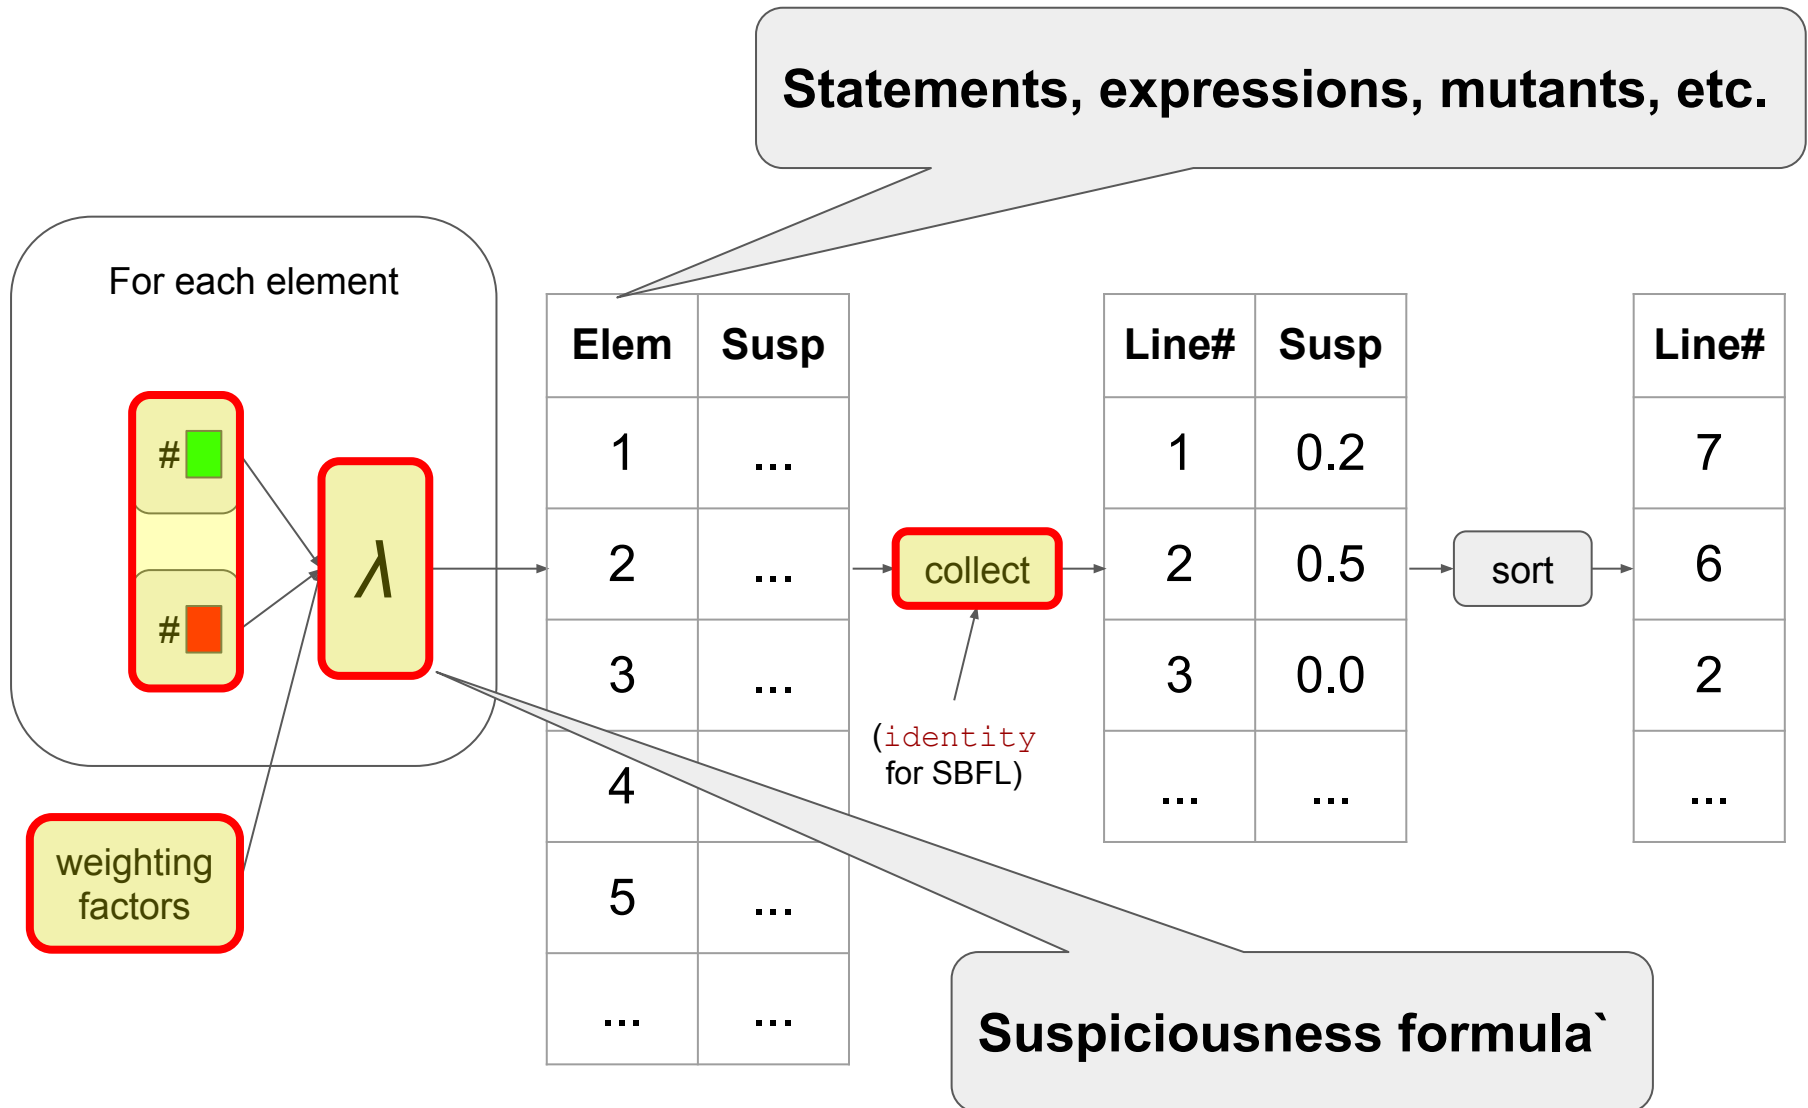 Statements, expressions, mutants, etc.
For each element
#
#
λ
weighting
factors
Elem Susp
1 ...
2 ...
3 ...
4
5 ...
... ...
collect
(identity
for SBFL)
Line# Susp
1 0.2
2 0.5
3 0.0
... ...
sort
Line#
7
6
2
...
Suspiciousness formula`